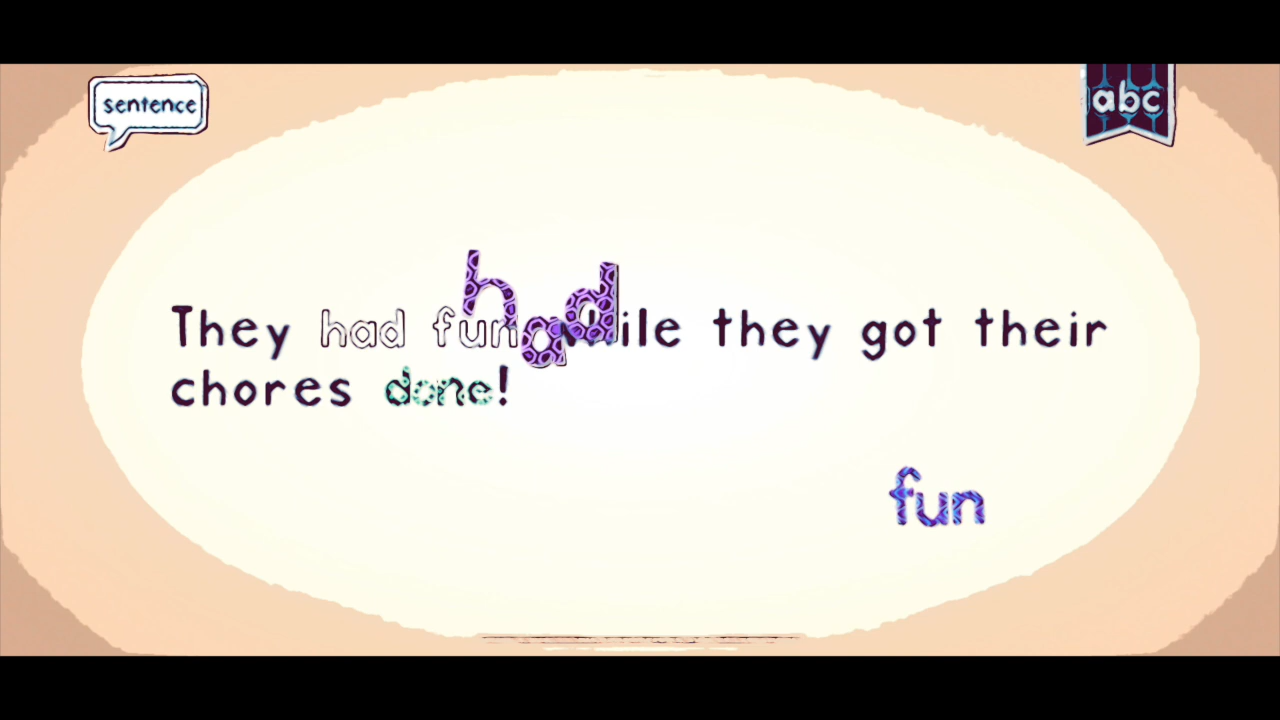 sentence
abc
had
They had fun while they got their
chores done!
fun